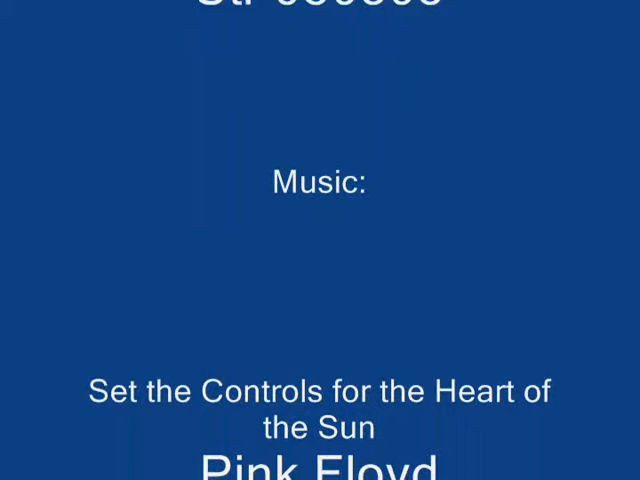 Music:
Set the Controls for the Heart of
the Sun
Pink Floyd